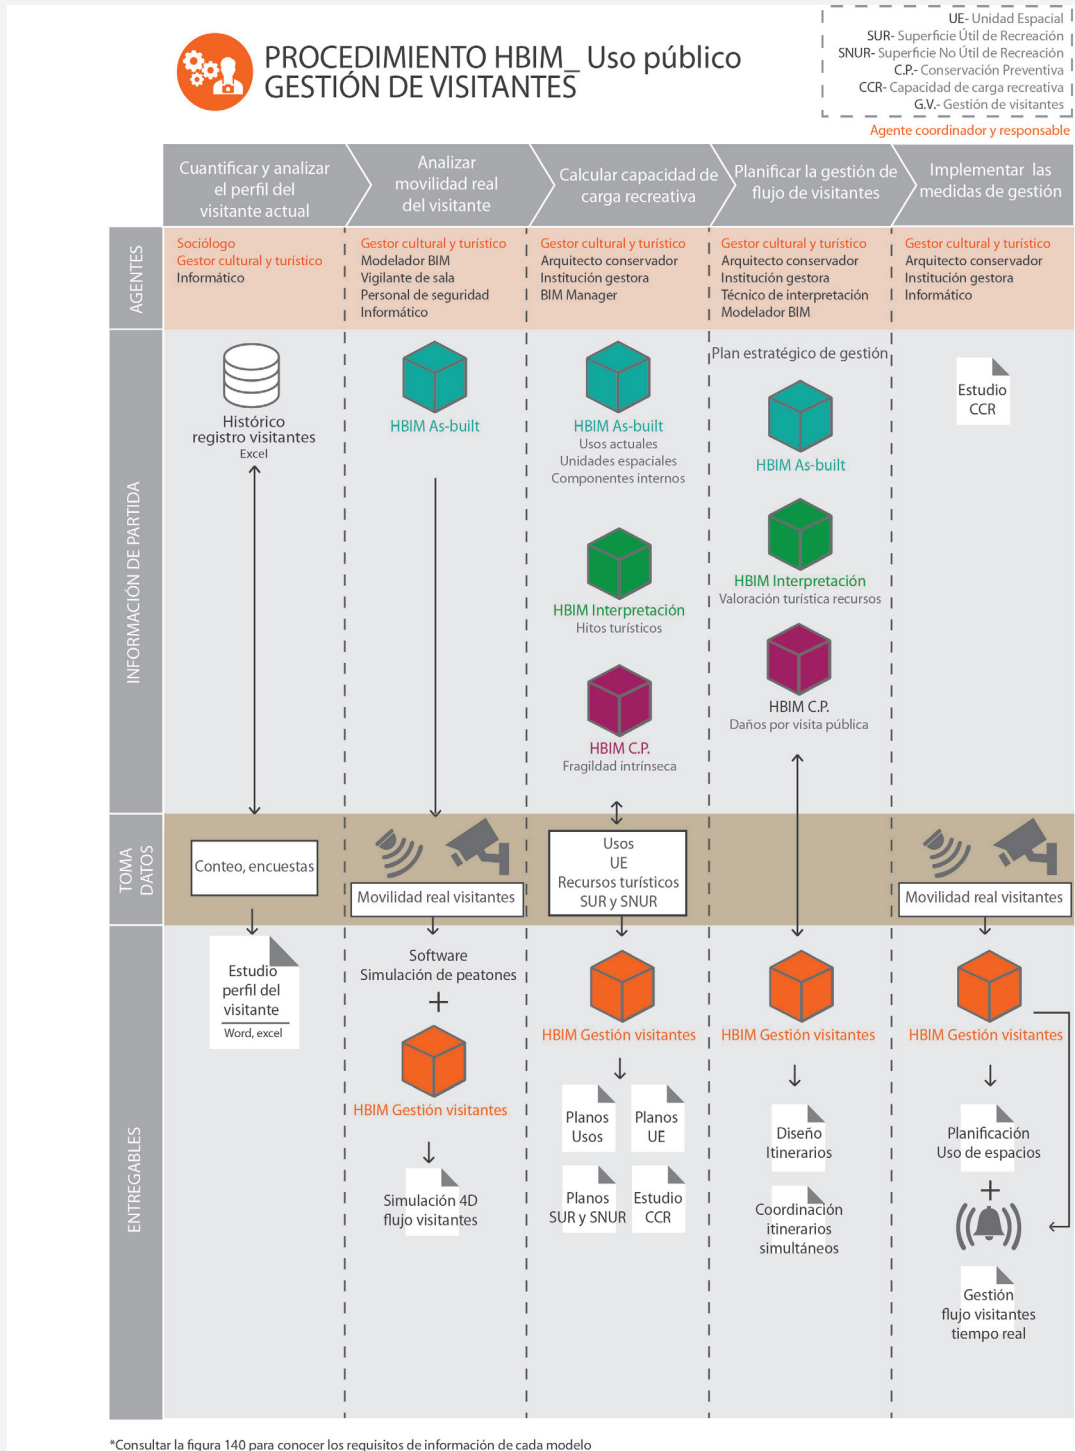 PROCEDIMIENTO HBIM_ Uso público
GESTIÓN DE VISITANTES
UE- Unidad Espacial
SUR- Superficie Útil de Recreación
SNUR- Superficie No Útil de Recreación
C.P.- Conservación Preventiva
CCR- Capacidad de carga recreativa
G.V.- Gestión de visitantes
Agente coordinador y responsable
Cuantificar y analizar
el perfil del
visitante actual
Analizar
movilidad real
del visitante
Calcular capacidad de
carga recreativa
Planificar la gestión de
flujo de visitantes
Implementar las
medidas de gestión
AGENTES
Sociólogo
Gestor cultural y turístico
Informático
Gestor cultural y turístico
Modelador BIM
Vigilante de sala
Personal de seguridad
Informático
Gestor cultural y turístico
Arquitecto conservador
Institución gestora
BIM Manager
Gestor cultural y turístico
Arquitecto conservador
Institución gestora
Técnico de interpretación
Modelador BIM
Gestor cultural y turístico
Arquitecto conservador
Institución gestora
Informático
INFORMACIÓN DE PARTIDA
Histórico
registro visitantes
Excel
HBIM As-built
HBIM As-built
Usos actuales
Unidades espaciales
Componentes internos
HBIM Interpretación
Hitos turísticos
HBIM C.P.
Fragildad intrínseca
Plan estratégico de gestión
HBIM As-built
HBIM Interpretación
Valoración turística recursos
HBIM C.P.
Daños por visita pública
Estudio
CCR
TOMA
DATOS
Conteo, encuestas
Movilidad real visitantes
Usos
UE
Recursos turísticos
SUR y SNUR
Movilidad real visitantes
ENTREGABLES
Estudio
perfil del
visitante
Word, excel
Software
Simulación de peatones
+
HBIM Gestión visitantes
Simulación 4D
flujo visitantes
HBIM Gestión visitantes
Planos
Usos
Planos
UE
Planos
SUR y SNUR
Estudio
CCR
HBIM Gestión visitantes
Diseño
Itinerarios
Coordinación
itinerarios
simultáneos
HBIM Gestión visitantes
Planificación
Uso de espacios
+
Gestión
flujo visitantes
tiempo real
*Consultar la figura 140 para conocer los requisitos de información de cada modelo